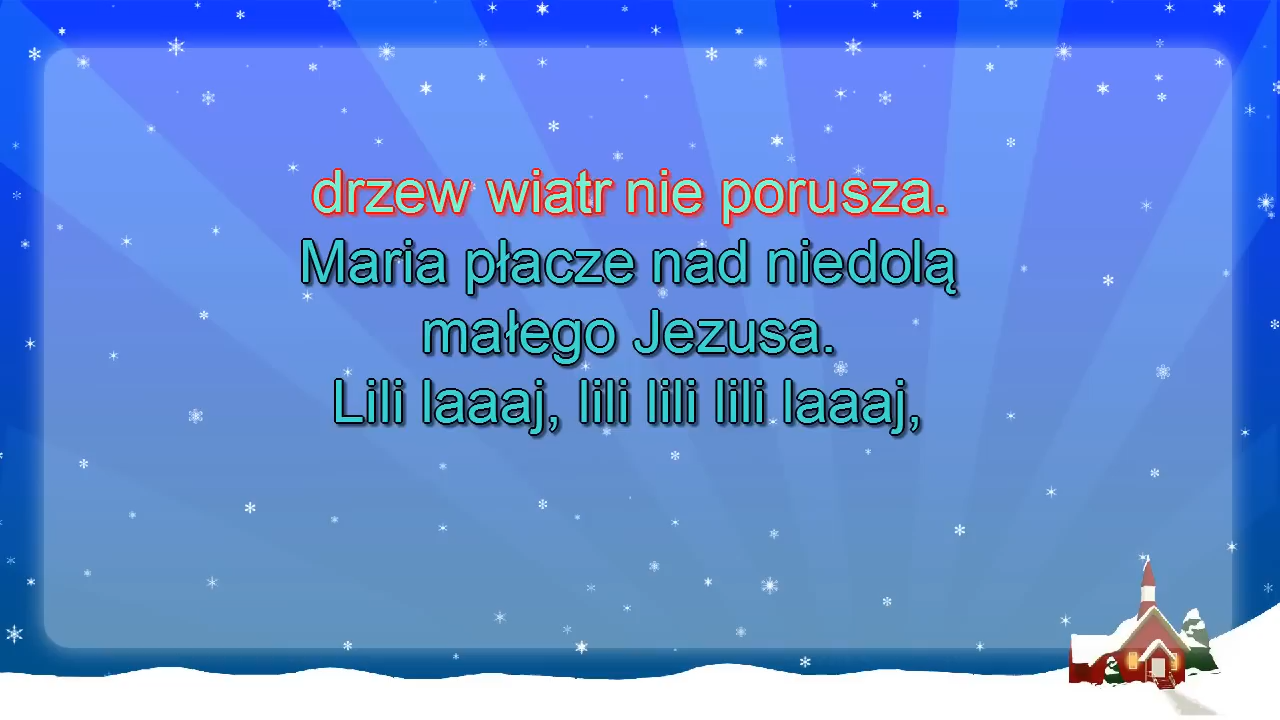 drzew wiatr nie porusza.
Maria płacze nad niedolą
małego Jezusa.
Lili laaaj, lili lili lili laaaj,